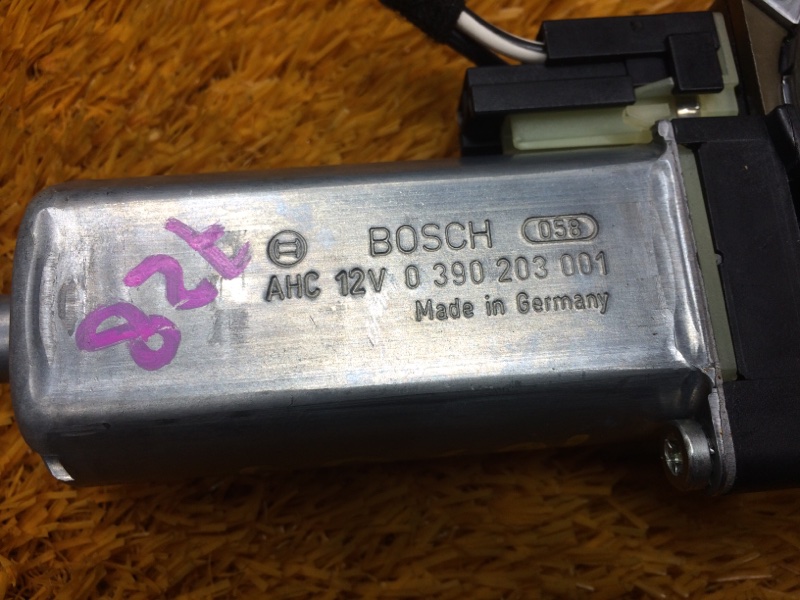 BOSCH 058
AHC 12V 0 390 203 001
Made in Germany